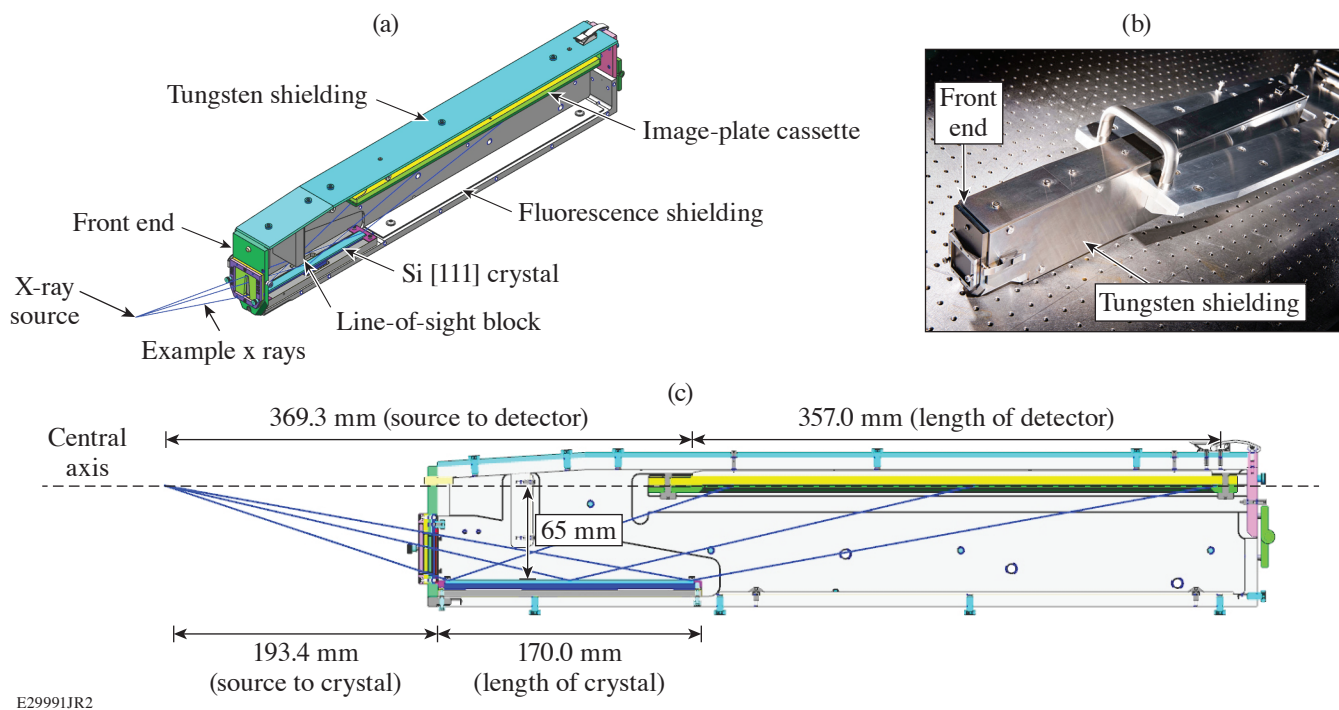 (a)
(b)
Tungsten shielding
Image-plate cassette
Front end
Fluorescence shielding
Si [111] crystal
X-ray
source
Line-of-sight block
Example x rays
Front
end
Tungsten shielding
(c)
369.3 mm (source to detector)
357.0 mm (length of detector)
Central
axis
65 mm
193.4 mm
(source to crystal)
170.0 mm
(length of crystal)
E29991JR2